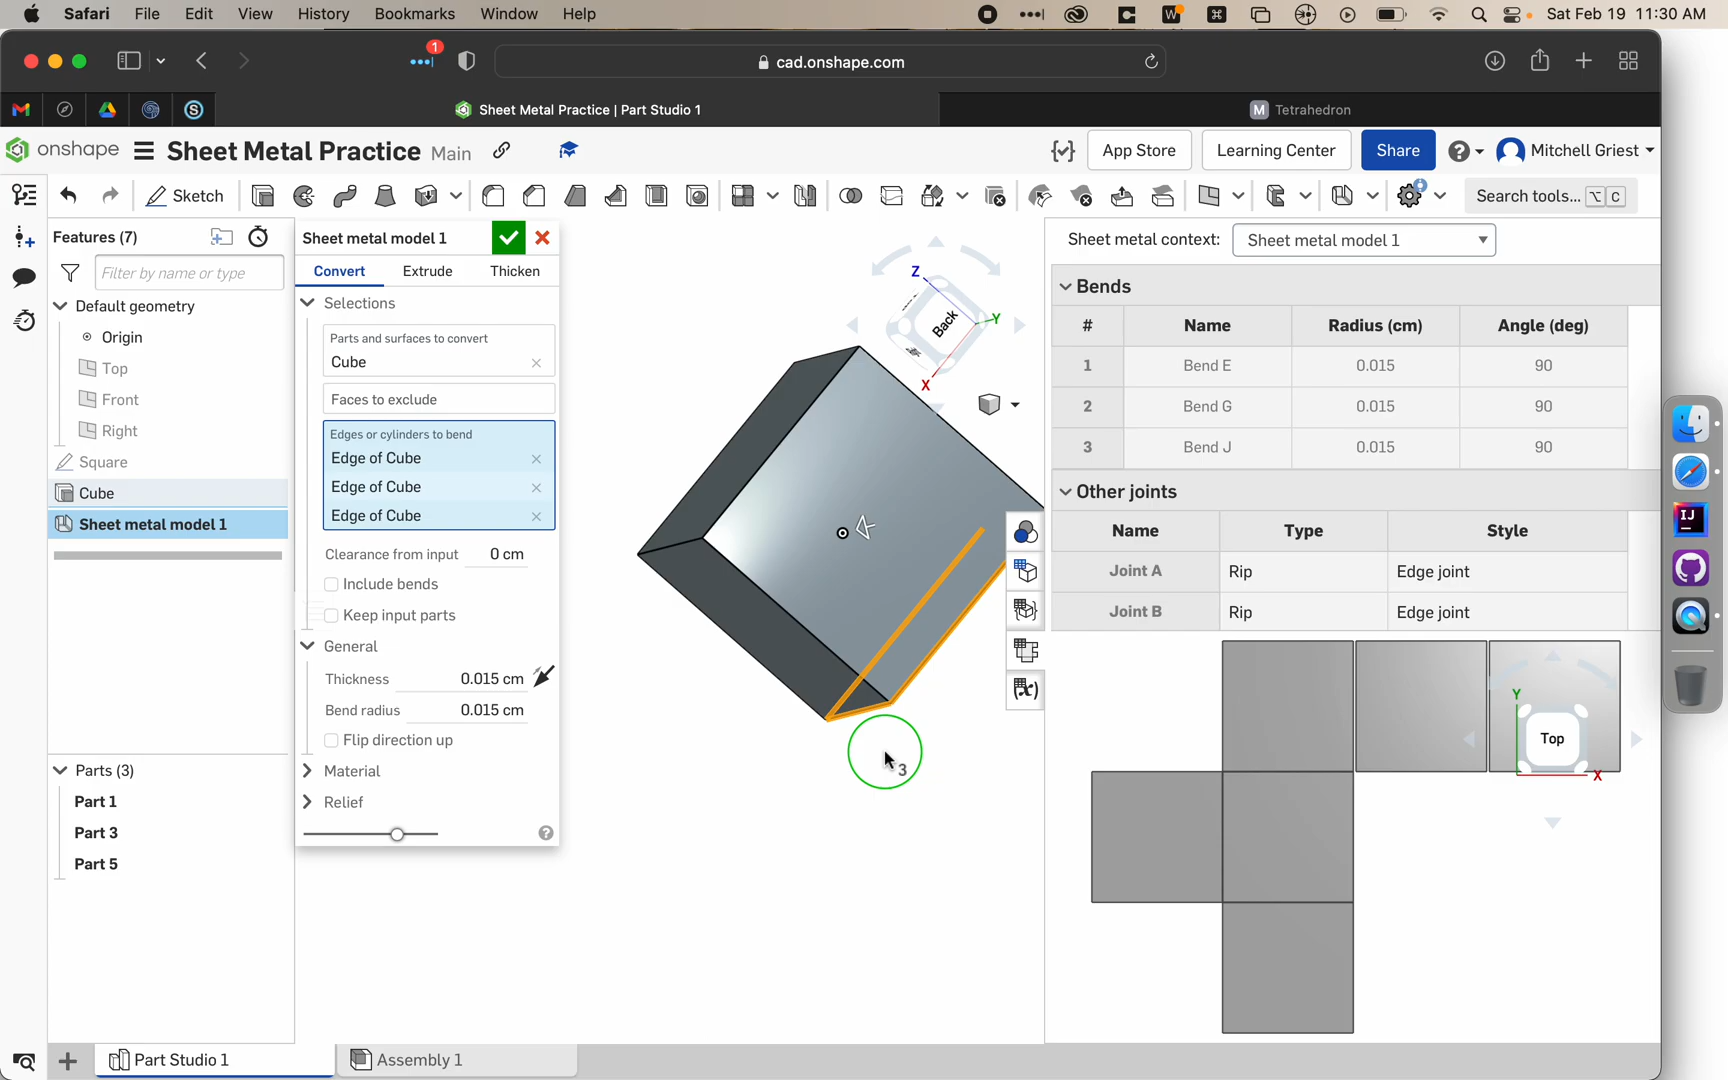 Safari File Edit View History Bookmarks Window Help Sat Feb 19 11:30 AM
1
cad.onshape.com
Sheet Metal Practice | Part Studio 1
M Tetrahedron
onshape Sheet Metal Practice Main App Store Learning Center Share Mitchell Griest
Sketch Search tools... ⌥ C
Features (7)
Filter by name or type
Default geometry
Origin
Top
Front
Right
Square
Cube
Sheet metal model 1
Parts (3)
Part 1
Part 3
Part 5
Sheet metal model 1
Convert Extrude Thicken
Selections
Parts and surfaces to convert
Cube
Faces to exclude
Edges or cylinders to bend
Edge of Cube
Edge of Cube
Edge of Cube
Clearance from input 0 cm
Include bends
Keep input parts
General
Thickness 0.015 cm
Bend radius 0.015 cm
Flip direction up
Material
Relief
Z
Y
Back
X
3
Sheet metal context: Sheet metal model 1
Bends
# Name Radius (cm) Angle (deg)
1 Bend E 0.015 90
2 Bend G 0.015 90
3 Bend J 0.015 90
Other joints
Name Type Style
Joint A Rip Edge joint
Joint B Rip Edge joint
Y
Top
X
Part Studio 1
Assembly 1